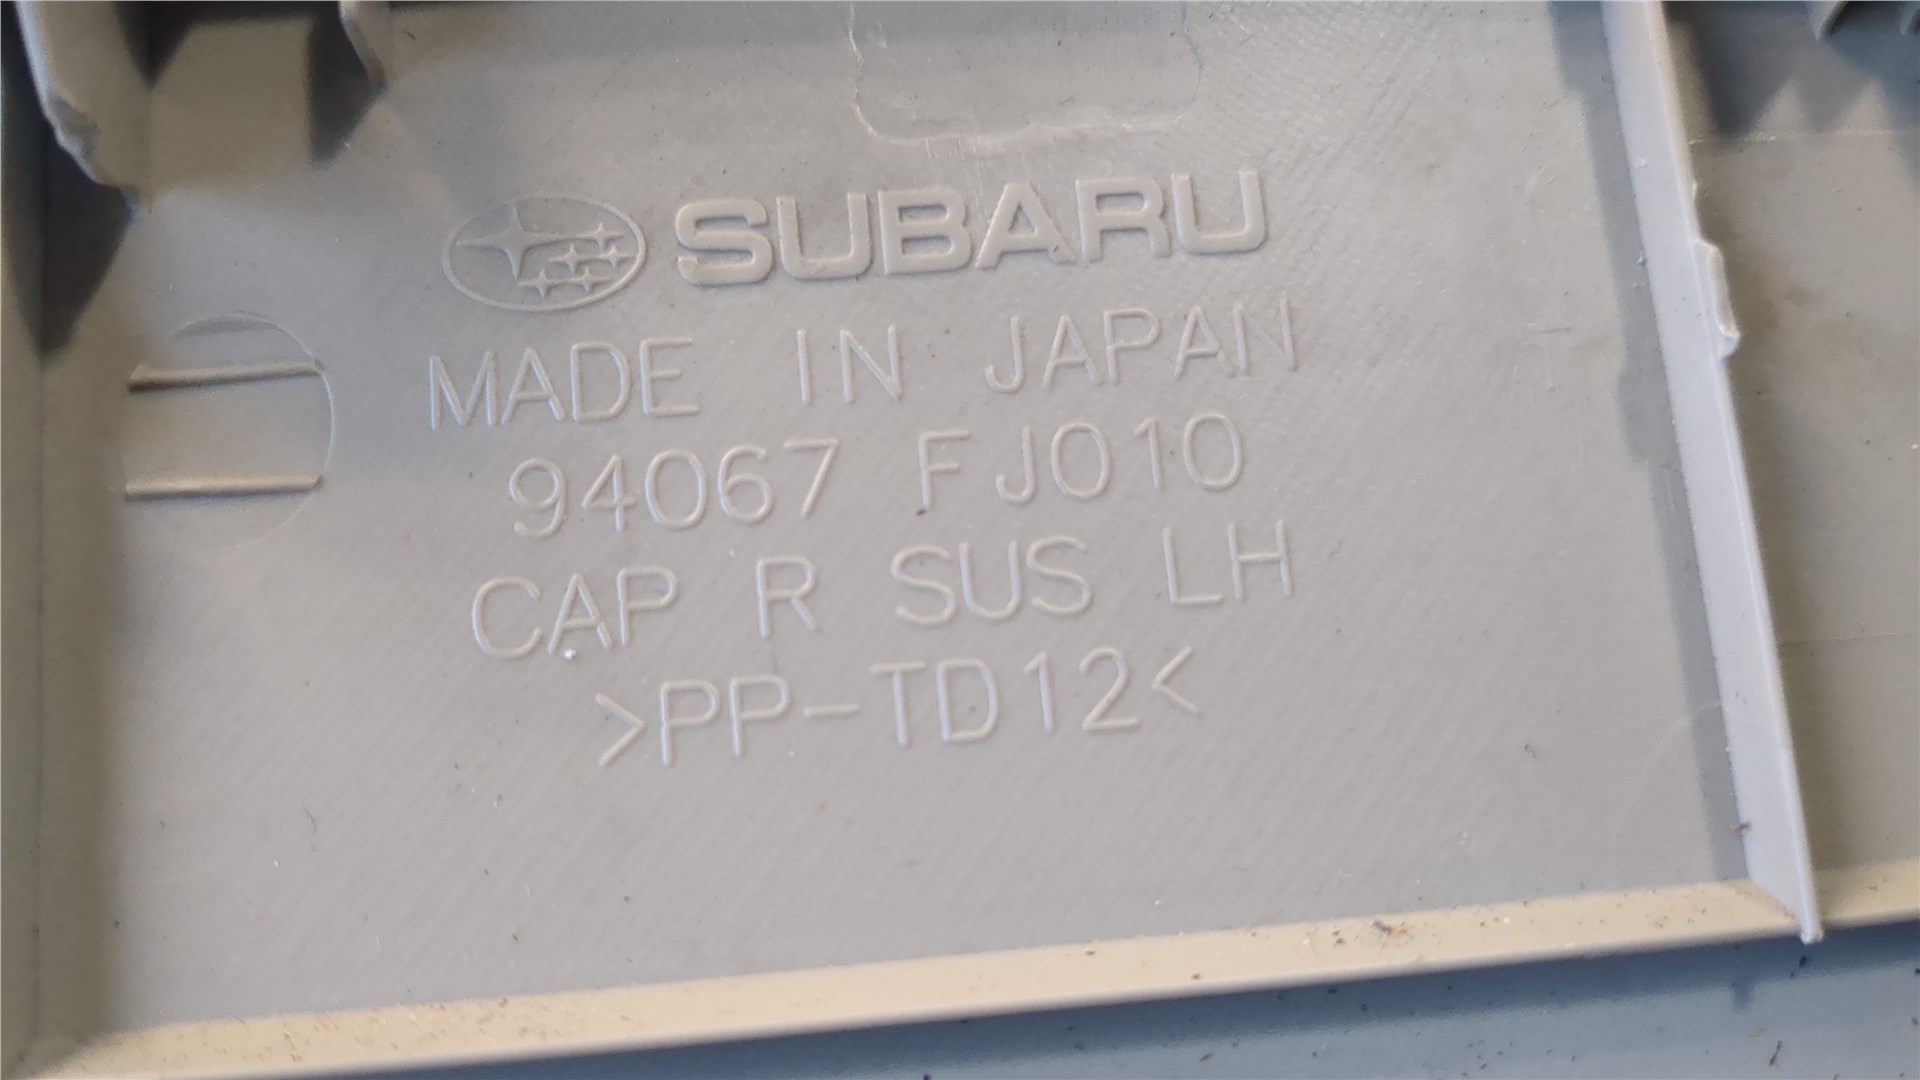 SUBARU
MADE IN JAPAN
94067 FJ010
CAP R SUS LH
>PP-TD12<